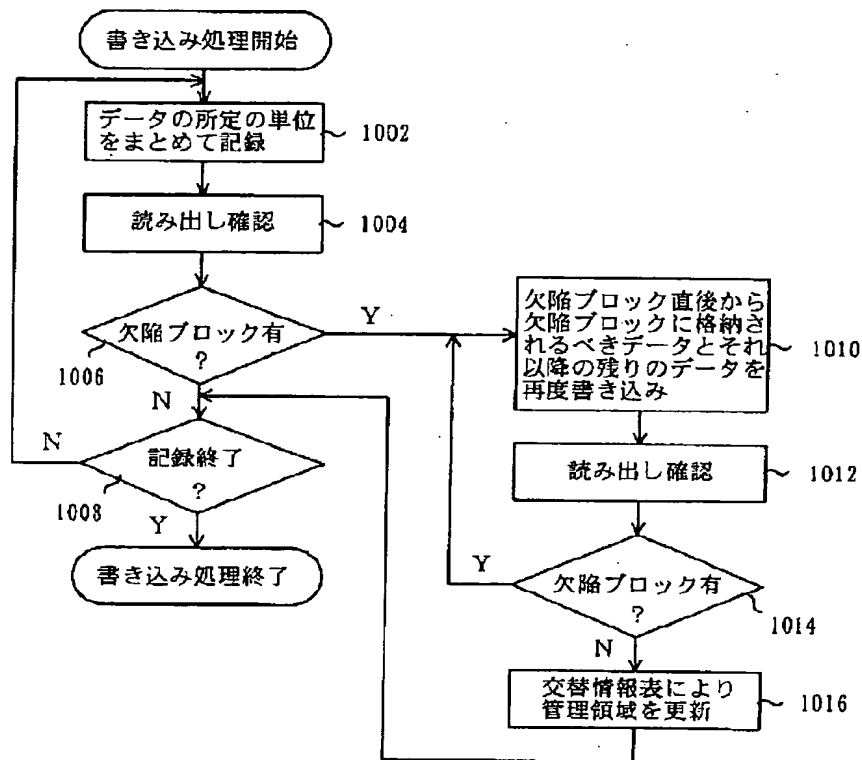 書き込み処理開始
データの所定の単位
をまとめて記録
1002
読み出し確認
1004
欠陥ブロック有
?
1006
Y
N
記録終了
?
1008
N
Y
書き込み処理終了
欠陥ブロック直後から
欠陥ブロックに格納さ
れるべきデータとそれ
以降の残りのデータを
再度書き込み
1010
読み出し確認
1012
欠陥ブロック有
?
1014
Y
N
交替情報表により
管理領域を更新
1016